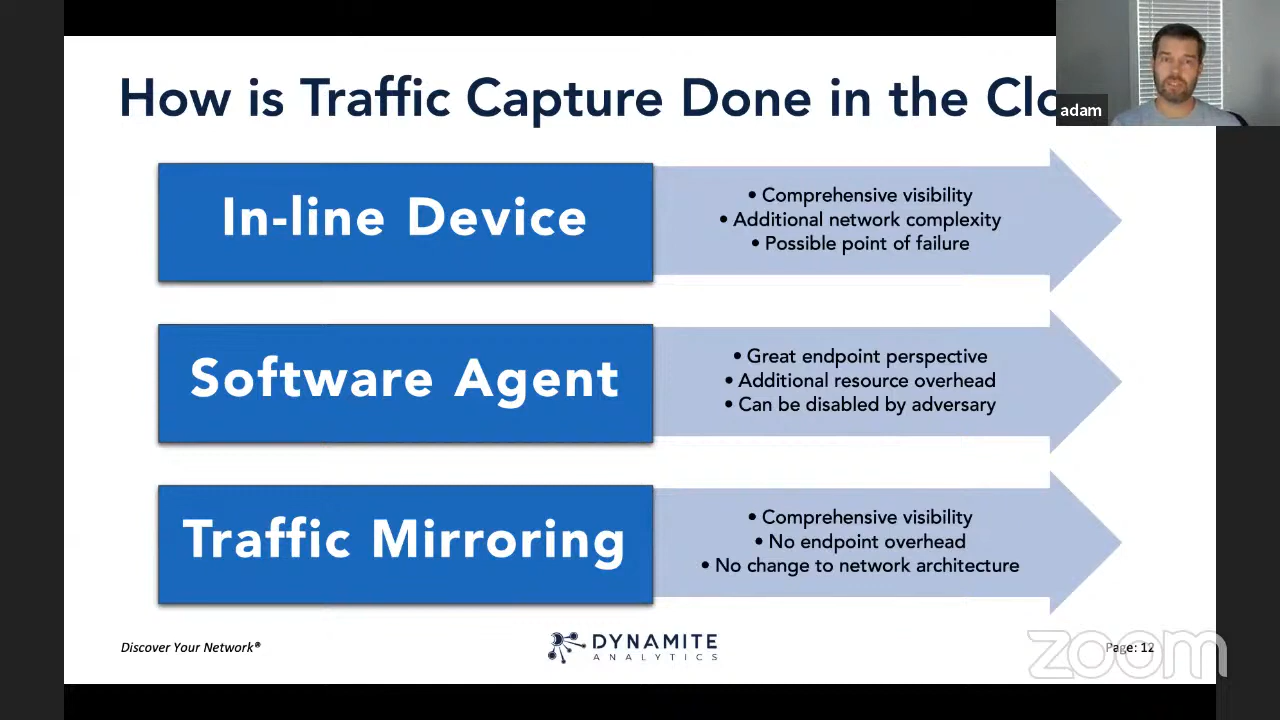 How is Traffic Capture Done in the Clo
adam
In-line Device
• Comprehensive visibility
• Additional network complexity
• Possible point of failure
Software Agent
• Great endpoint perspective
• Additional resource overhead
• Can be disabled by adversary
Traffic Mirroring
• Comprehensive visibility
• No endpoint overhead
• No change to network architecture
Discover Your Network®
DYNAMITE
ANALYTICS
Page: 12
zoom